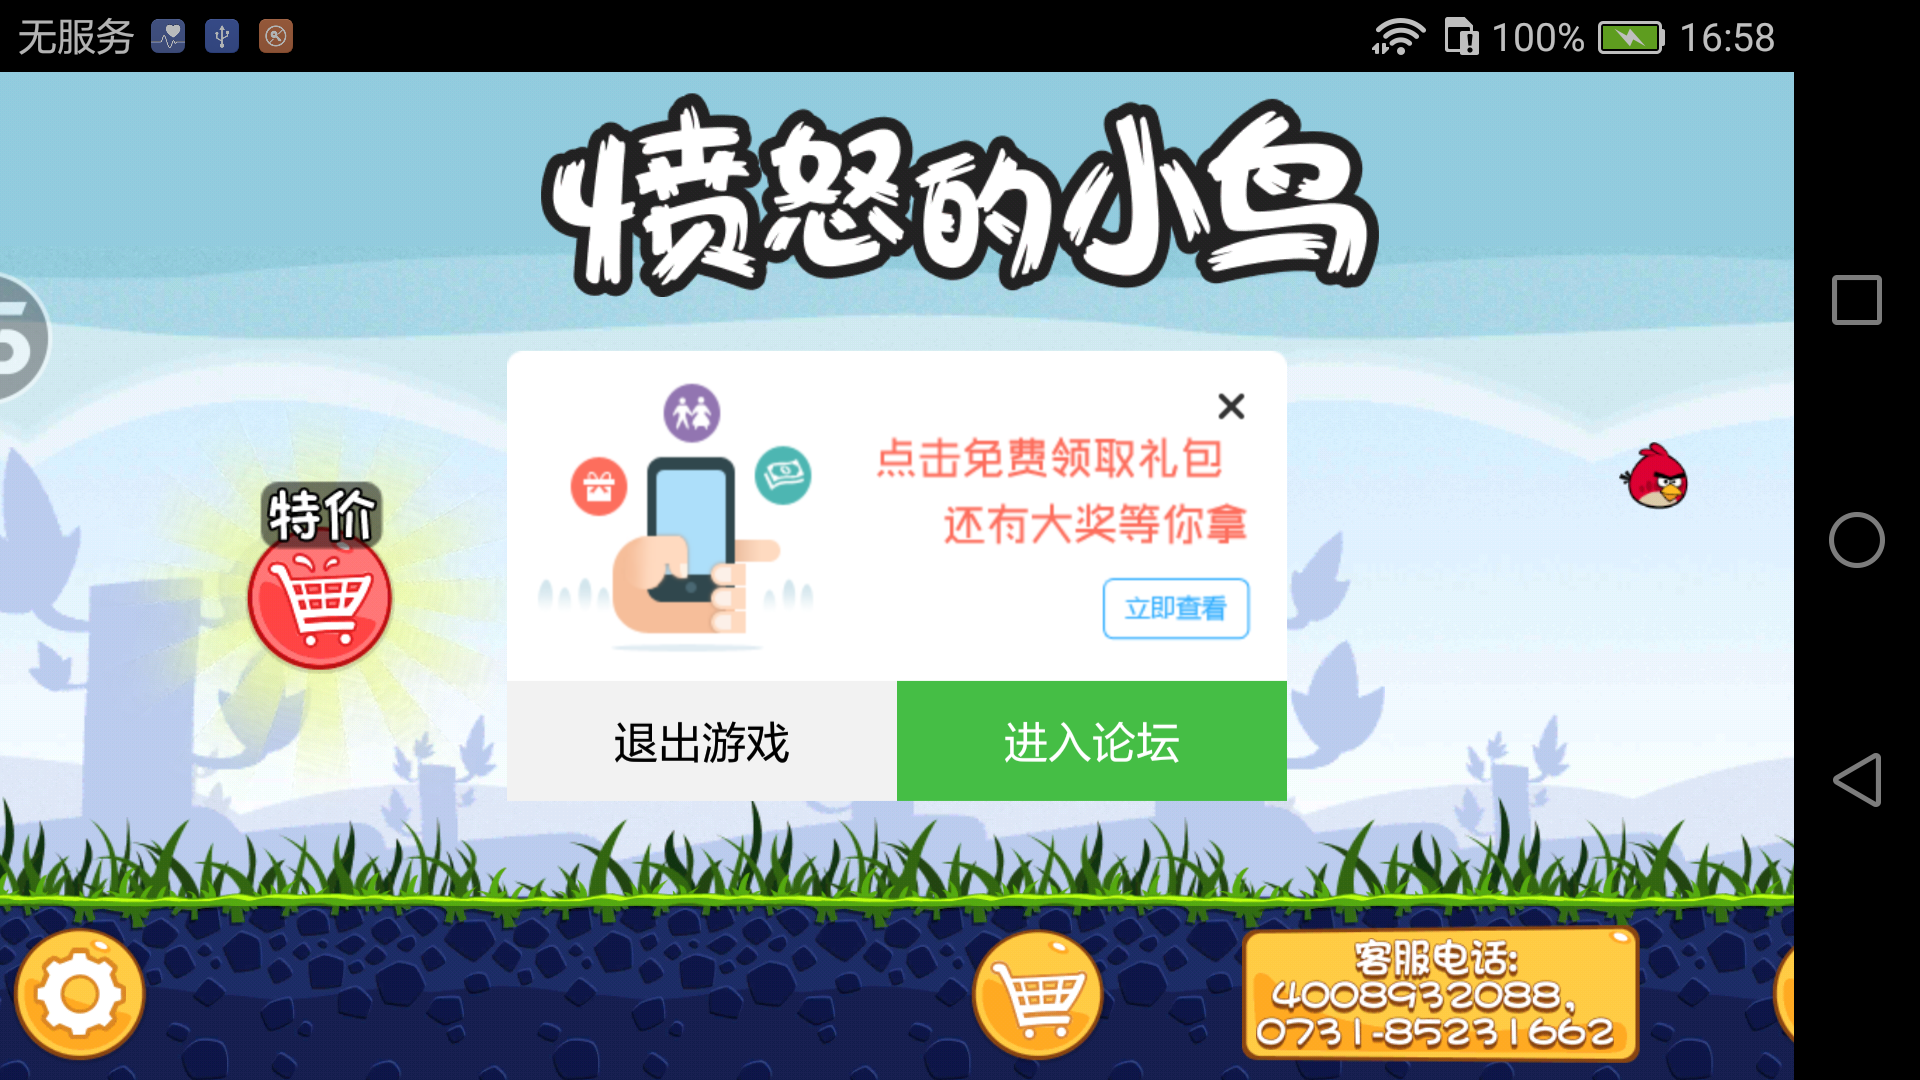 无服务
100%
16:58
愤怒的小鸟
5
特价
点击免费领取礼包
还有大奖等你拿
立即查看
退出游戏
进入论坛
客服电话:
4008932088,
0731-85231662